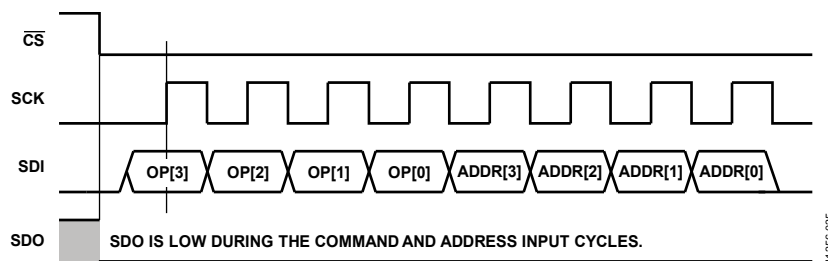 CS
SCK
SDI OP[3] OP[2] OP[1] OP[0] ADDR[3] ADDR[2] ADDR[1] ADDR[0]
SDO SDO IS LOW DURING THE COMMAND AND ADDRESS INPUT CYCLES.